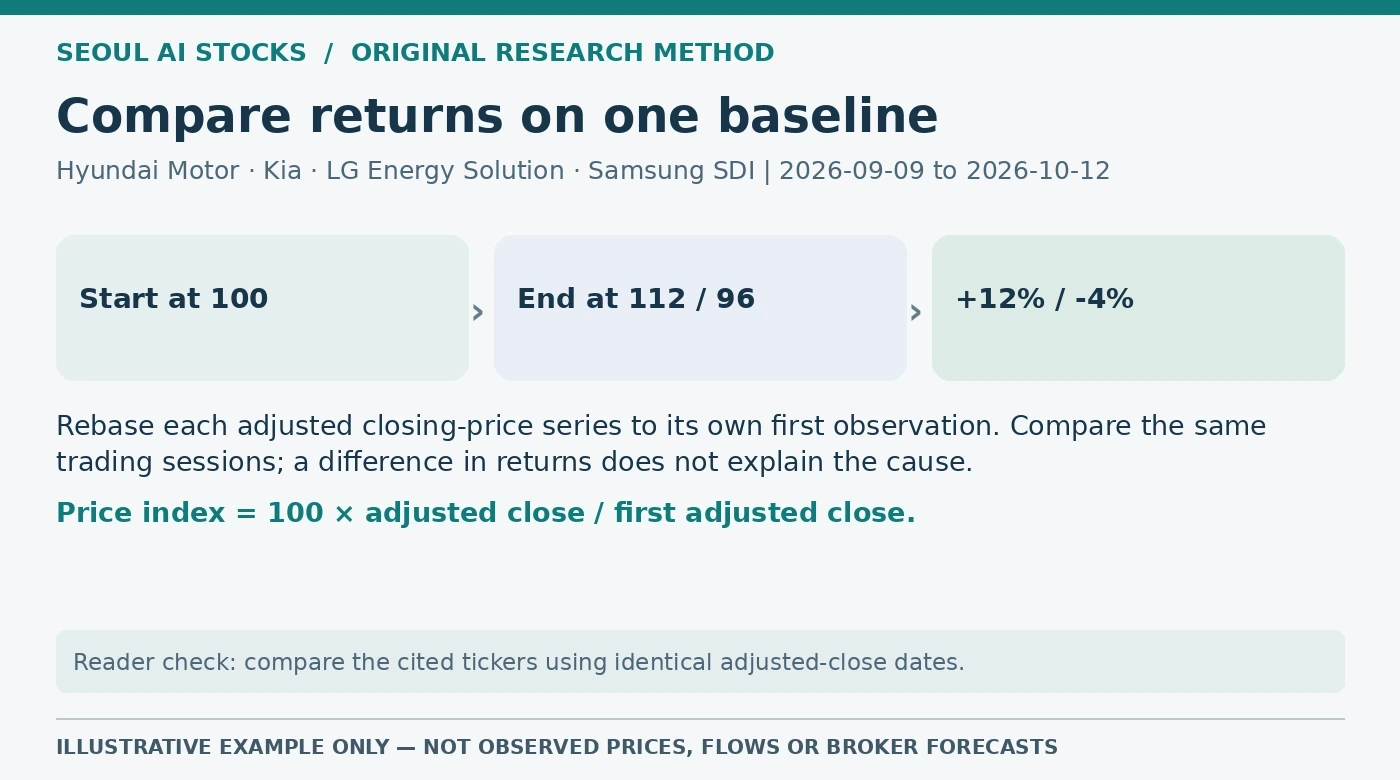 SEOUL AI STOCKS / ORIGINAL RESEARCH METHOD
Compare returns on one baseline
Hyundai Motor · Kia · LG Energy Solution · Samsung SDI | 2026-09-09 to 2026-10-12
Start at 100
›
End at 112 / 96
›
+12% / -4%
Rebase each adjusted closing-price series to its own first observation. Compare the same
trading sessions; a difference in returns does not explain the cause.
Price index = 100 × adjusted close / first adjusted close.
Reader check: compare the cited tickers using identical adjusted-close dates.
ILLUSTRATIVE EXAMPLE ONLY — NOT OBSERVED PRICES, FLOWS OR BROKER FORECASTS